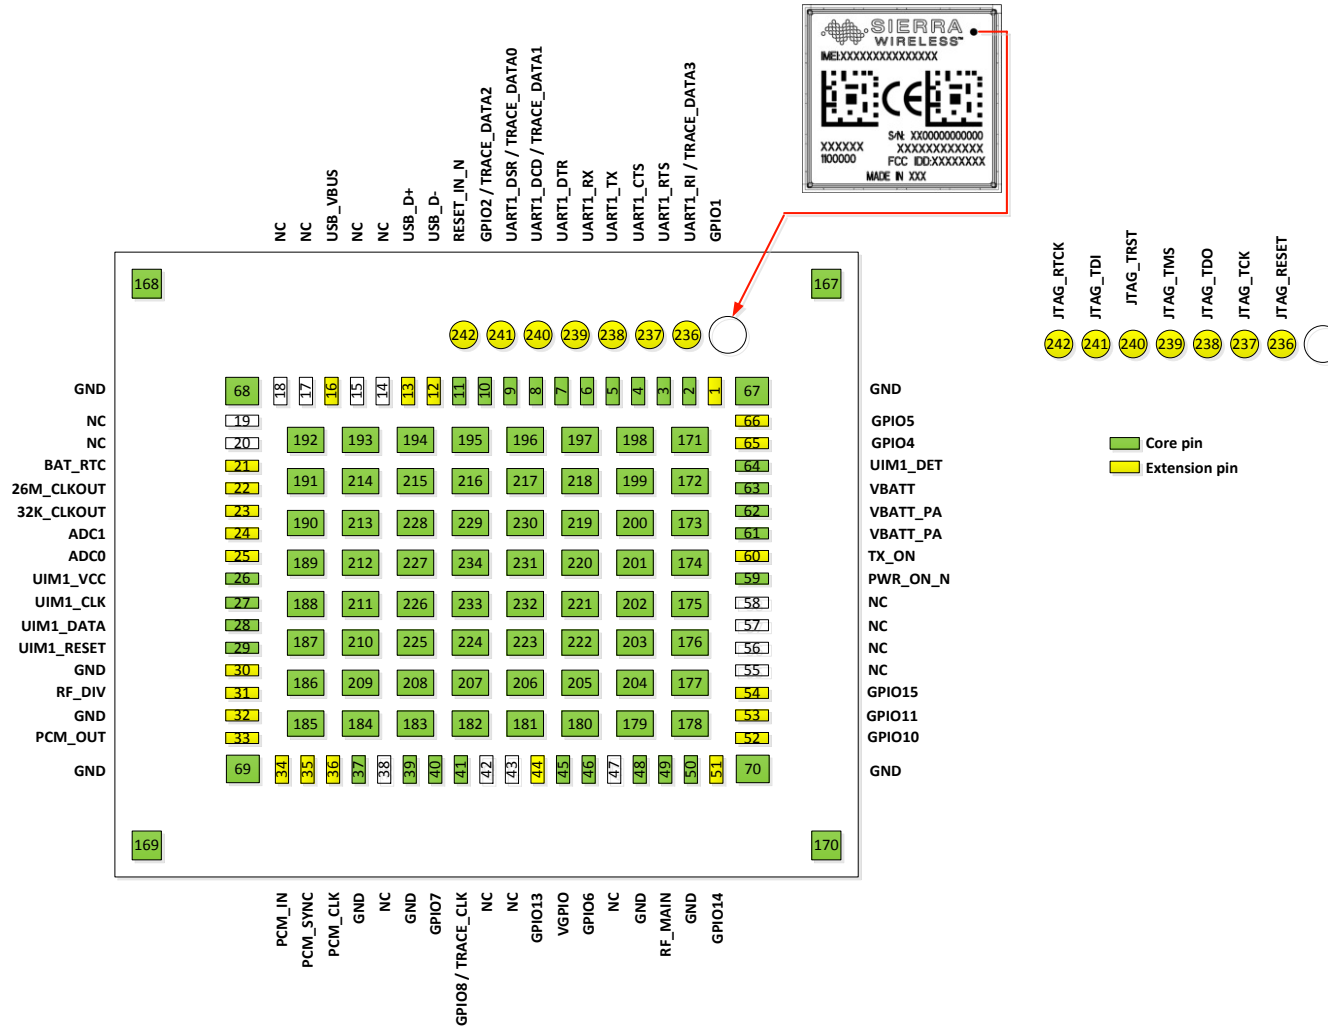 SIERRA
WIRELESS™
IMEI:XXXXXXXXXXXXXXX
CE
S/N: XX00000000000
XXXXXX
XXXXXXXXXXXXX
1100000
FCC IDD:XXXXXXXX
MADE IN XXX
NC
NC
USB_VBUS
NC
NC
USB_D+
USB_D-
RESET_IN_N
GPIO2 / TRACE_DATA2
UART1_DSR / TRACE_DATA0
UART1_DCD / TRACE_DATA1
UART1_DTR
UART1_RX
UART1_TX
UART1_CTS
UART1_RTS
UART1_RI / TRACE_DATA3
GPIO1
JTAG_RTCK
JTAG_TDI
JTAG_TRST
JTAG_TMS
JTAG_TDO
JTAG_TCK
JTAG_RESET
242 241 240 239 238 237 236
168 167
242 241 240 239 238 237 236
GND 68 18 17 16 15 14 13 12 11 10 9 8 7 6 5 4 3 2 1 67 GND
NC 19 66 GPIO5
NC 20 192 193 194 195 196 197 198 171 65 GPIO4
BAT_RTC 21 64 UIM1_DET
26M_CLKOUT 22 191 214 215 216 217 218 199 172 63 VBATT
32K_CLKOUT 23 62 VBATT_PA
ADC1 24 190 213 228 229 230 219 200 173 61 VBATT_PA
ADC0 25 189 212 227 234 231 220 201 174 60 TX_ON
UIM1_VCC 26 59 PWR_ON_N
UIM1_CLK 27 188 211 226 233 232 221 202 175 58 NC
UIM1_DATA 28 57 NC
UIM1_RESET 29 187 210 225 224 223 222 203 176 56 NC
GND 30 55 NC
RF_DIV 31 186 209 208 207 206 205 204 177 54 GPIO15
GND 32 185 184 183 182 181 180 179 178 53 GPIO11
PCM_OUT 33 52 GPIO10
GND 69 34 35 36 37 38 39 40 41 42 43 44 45 46 47 48 49 50 51 70 GND
169 170
PCM_IN
PCM_SYNC
PCM_CLK
GND
NC
GND
GPIO7
GPIO8 / TRACE_CLK
NC
NC
GPIO13
VGPIO
GPIO6
NC
GND
RF_MAIN
GND
GPIO14
Core pin
Extension pin